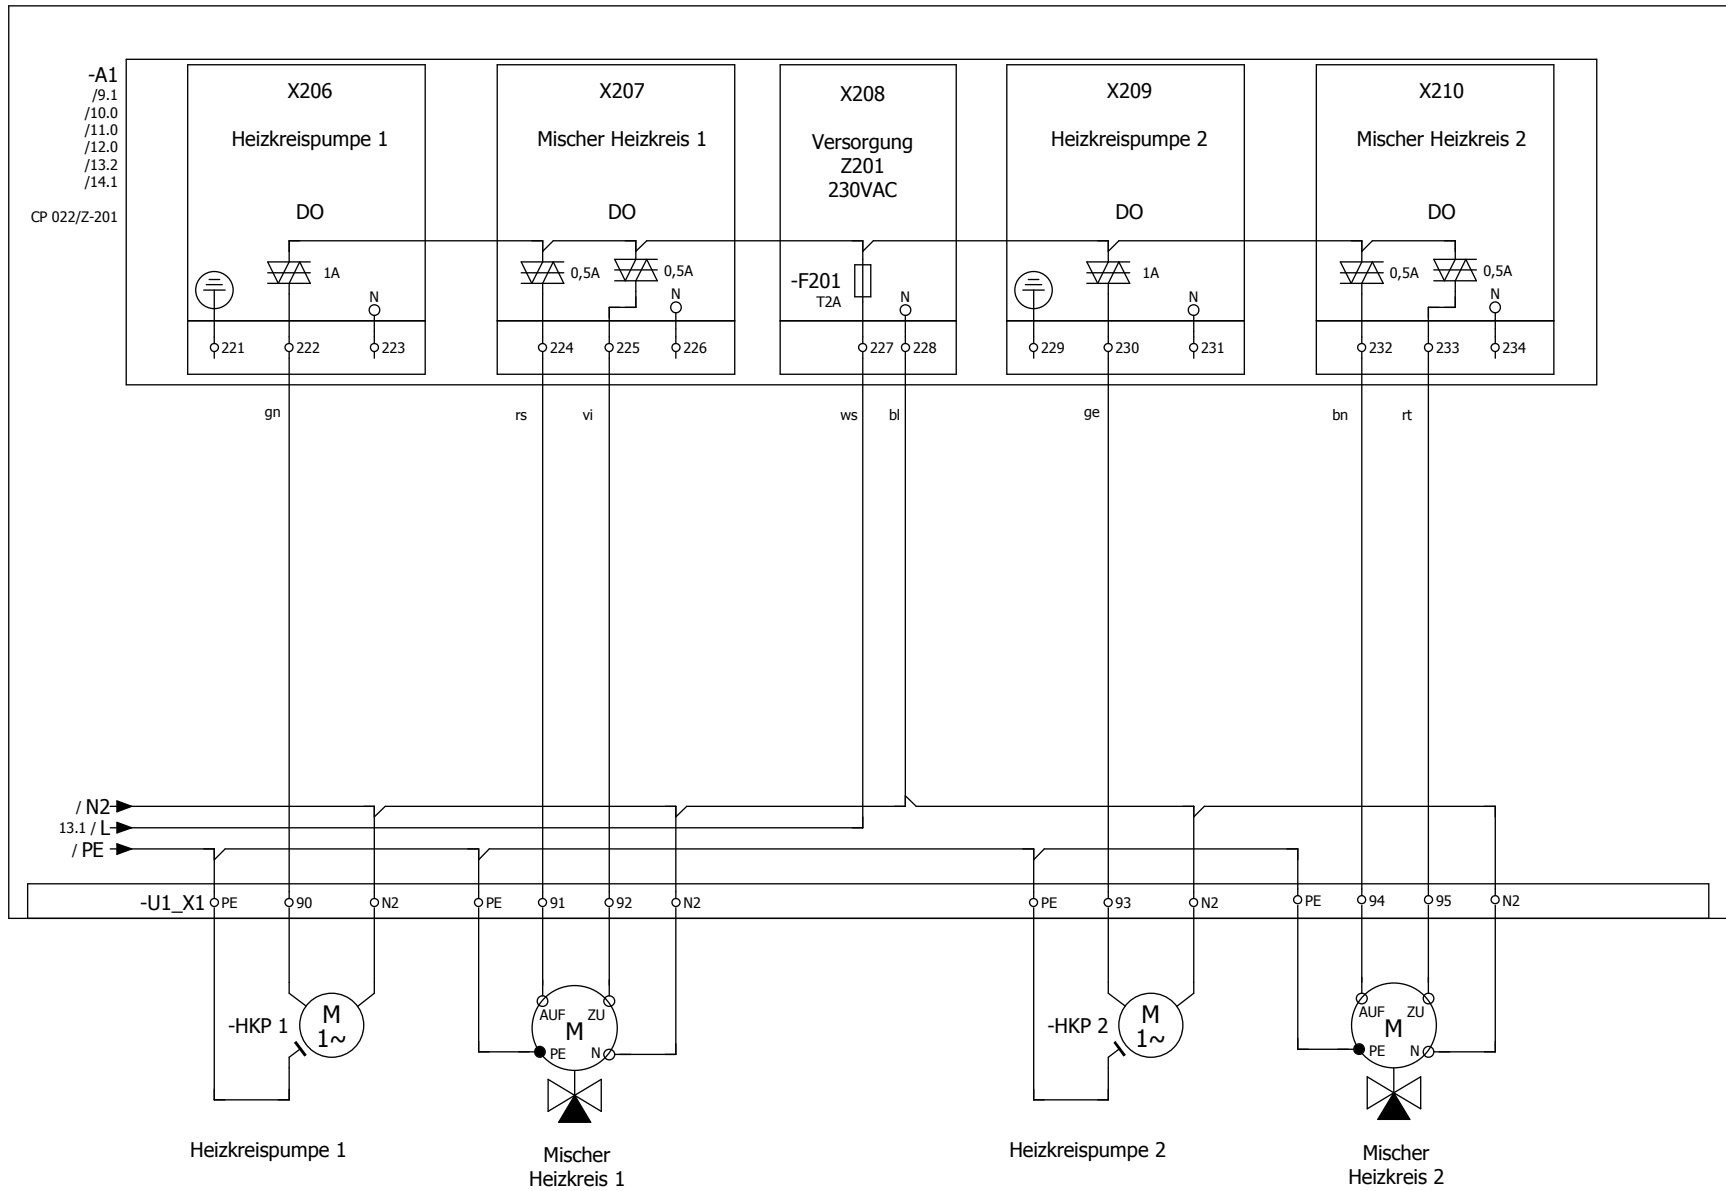 -A1
/9.1
/10.0
/11.0
/12.0
/13.2
/14.1
CP 022/Z-201
X206
Heizkreispumpe 1
DO
1A
N
221
222
223
X207
Mischer Heizkreis 1
DO
0,5A
0,5A
N
224
225
226
X208
Versorgung
Z201
230VAC
-F201
T2A
N
227
228
X209
Heizkreispumpe 2
DO
1A
N
229
230
231
X210
Mischer Heizkreis 2
DO
0,5A
0,5A
N
232
233
234
gn
rs
vi
ws
bl
ge
bn
rt
/ N2
13.1 / L
/ PE
-U1_X1
PE
90
N2
PE
91
92
N2
PE
93
N2
PE
94
95
N2
-HKP 1
M
1~
AUF
ZU
M
PE
N
-HKP 2
M
1~
AUF
ZU
M
PE
N
Heizkreispumpe 1
Mischer
Heizkreis 1
Heizkreispumpe 2
Mischer
Heizkreis 2